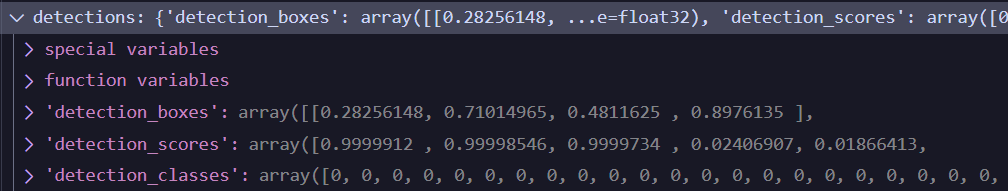 detections: {'detection_boxes': array([[0.28256148, ...e=float32), 'detection_scores': array([0
special variables
function variables
'detection_boxes': array([[0.28256148, 0.71014965, 0.4811625 , 0.8976135 ],
'detection_scores': array([0.9999912 , 0.99998546, 0.9999734 , 0.02406907, 0.01866413,
'detection_classes': array([0, 0, 0, 0, 0, 0, 0, 0, 0, 0, 0, 0, 0, 0, 0, 0, 0, 0, 0, 0, 0, 0,